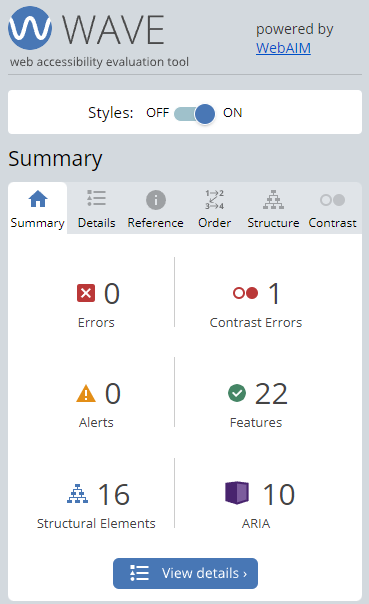 WAVE
web accessibility evaluation tool
powered by
WebAIM
Styles: OFF ON
Summary
Summary Details Reference Order Structure Contrast
0
Errors
1
Contrast Errors
0
Alerts
22
Features
16
Structural Elements
10
ARIA
View details ›